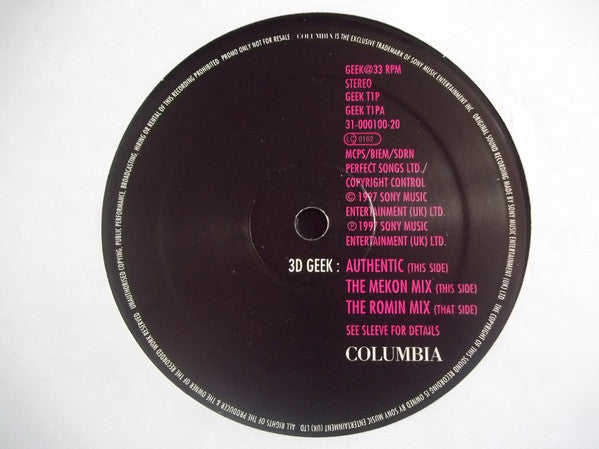 GEEK@33 RPM
STEREO
GEEK T1P
GEEK T1PA
31-000100-20
LC 0162
MCPS/BIEM/SDRN
PERFECT SONGS LTD./
COPYRIGHT CONTROL
© 1997 SONY MUSIC
ENTERTAINMENT (UK) LTD.
℗ 1997 SONY MUSIC
ENTERTAINMENT (UK) LTD.
3D GEEK : AUTHENTIC (THIS SIDE)
THE MEKON MIX (THIS SIDE)
THE ROMIN MIX (THAT SIDE)
SEE SLEEVE FOR DETAILS
COLUMBIA
ALL RIGHTS OF THE PRODUCER & THE OWNER OF THE RECORDED WORK RESERVED. UNAUTHORISED COPYING, PUBLIC PERFORMANCE, BROADCASTING, HIRING OR RENTAL OF THIS RECORDING PROHIBITED. PROMO ONLY NOT FOR RESALE · COLUMBIA IS THE EXCLUSIVE TRADEMARK OF SONY MUSIC ENTERTAINMENT INC. ORIGINAL SOUND RECORDING MADE BY SONY MUSIC ENTERTAINMENT (UK) LTD. THE COPYRIGHT OF THIS SOUND RECORDING IS OWNED BY SONY MUSIC ENTERTAINMENT (UK) LTD.